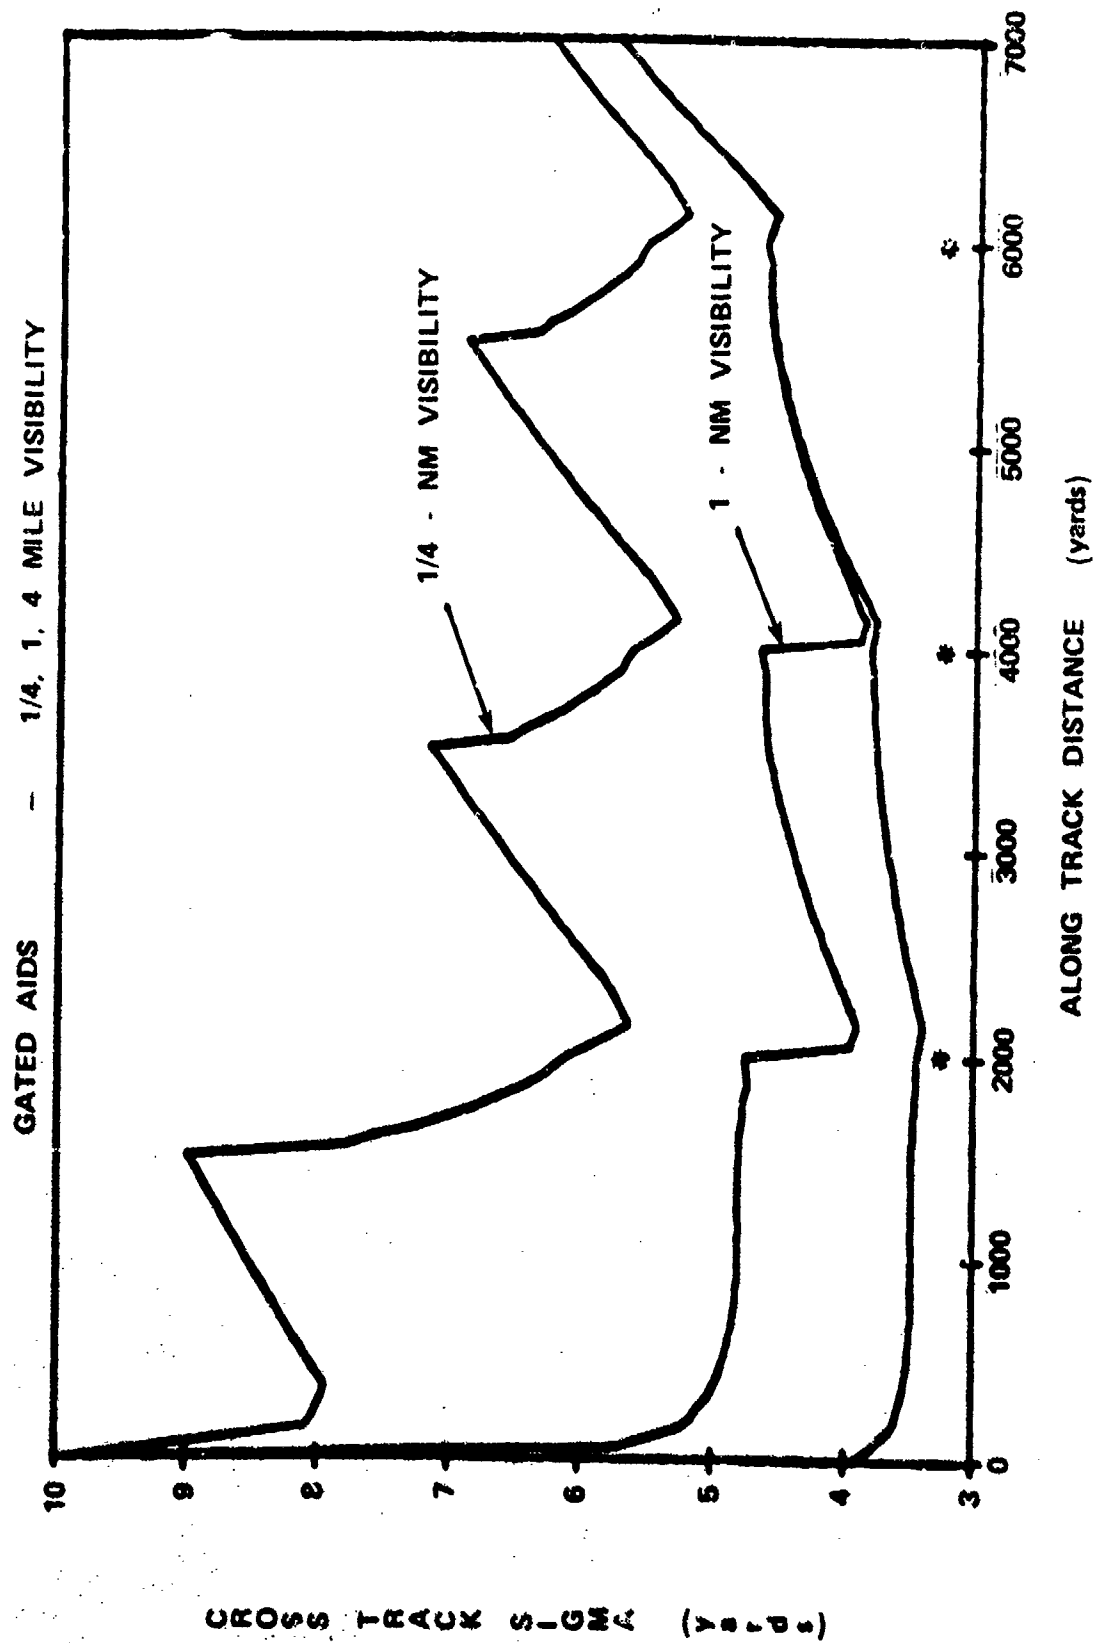 GATED AIDS — 1/4, 1, 4 MILE VISIBILITY
CROSS TRACK SIGMA (yards)
10
9
8
7
6
5
4
3
1/4 - NM VISIBILITY
1 - NM VISIBILITY
* * *
0 1000 2000 3000 4000 5000 6000 7000
ALONG TRACK DISTANCE (yards)